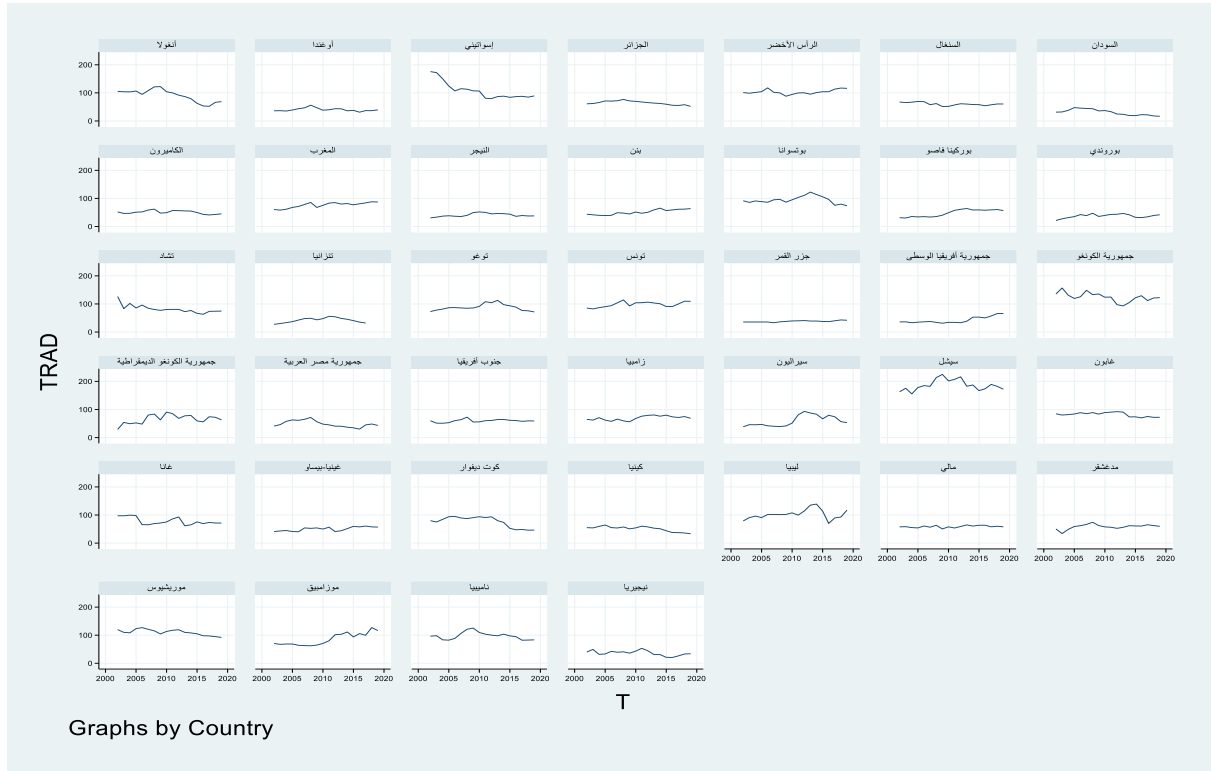 أنغولا أوغندا إسواتيني الجزائر الرأس الأخضر السنغال السودان
200
100
0
الكاميرون المغرب النيجر بنن بوتسوانا بوركينا فاصو بوروندي
200
100
0
تشاد تنزانيا توغو تونس جزر القمر جمهورية أفريقيا الوسطى جمهورية الكونغو
200
100
0
TRAD
جمهورية الكونغو الديمقراطية جمهورية مصر العربية جنوب أفريقيا زامبيا سيراليون سيشل غابون
200
100
0
غانا غينيا-بيساو كوت ديفوار كينيا ليبيا مالي مدغشقر
200
100
0
2000 2005 2010 2015 2020 2000 2005 2010 2015 2020 2000 2005 2010 2015 2020
موريشيوس موزامبيق ناميبيا نيجيريا
200
100
0
2000 2005 2010 2015 2020 2000 2005 2010 2015 2020 2000 2005 2010 2015 2020 2000 2005 2010 2015 2020
T
Graphs by Country